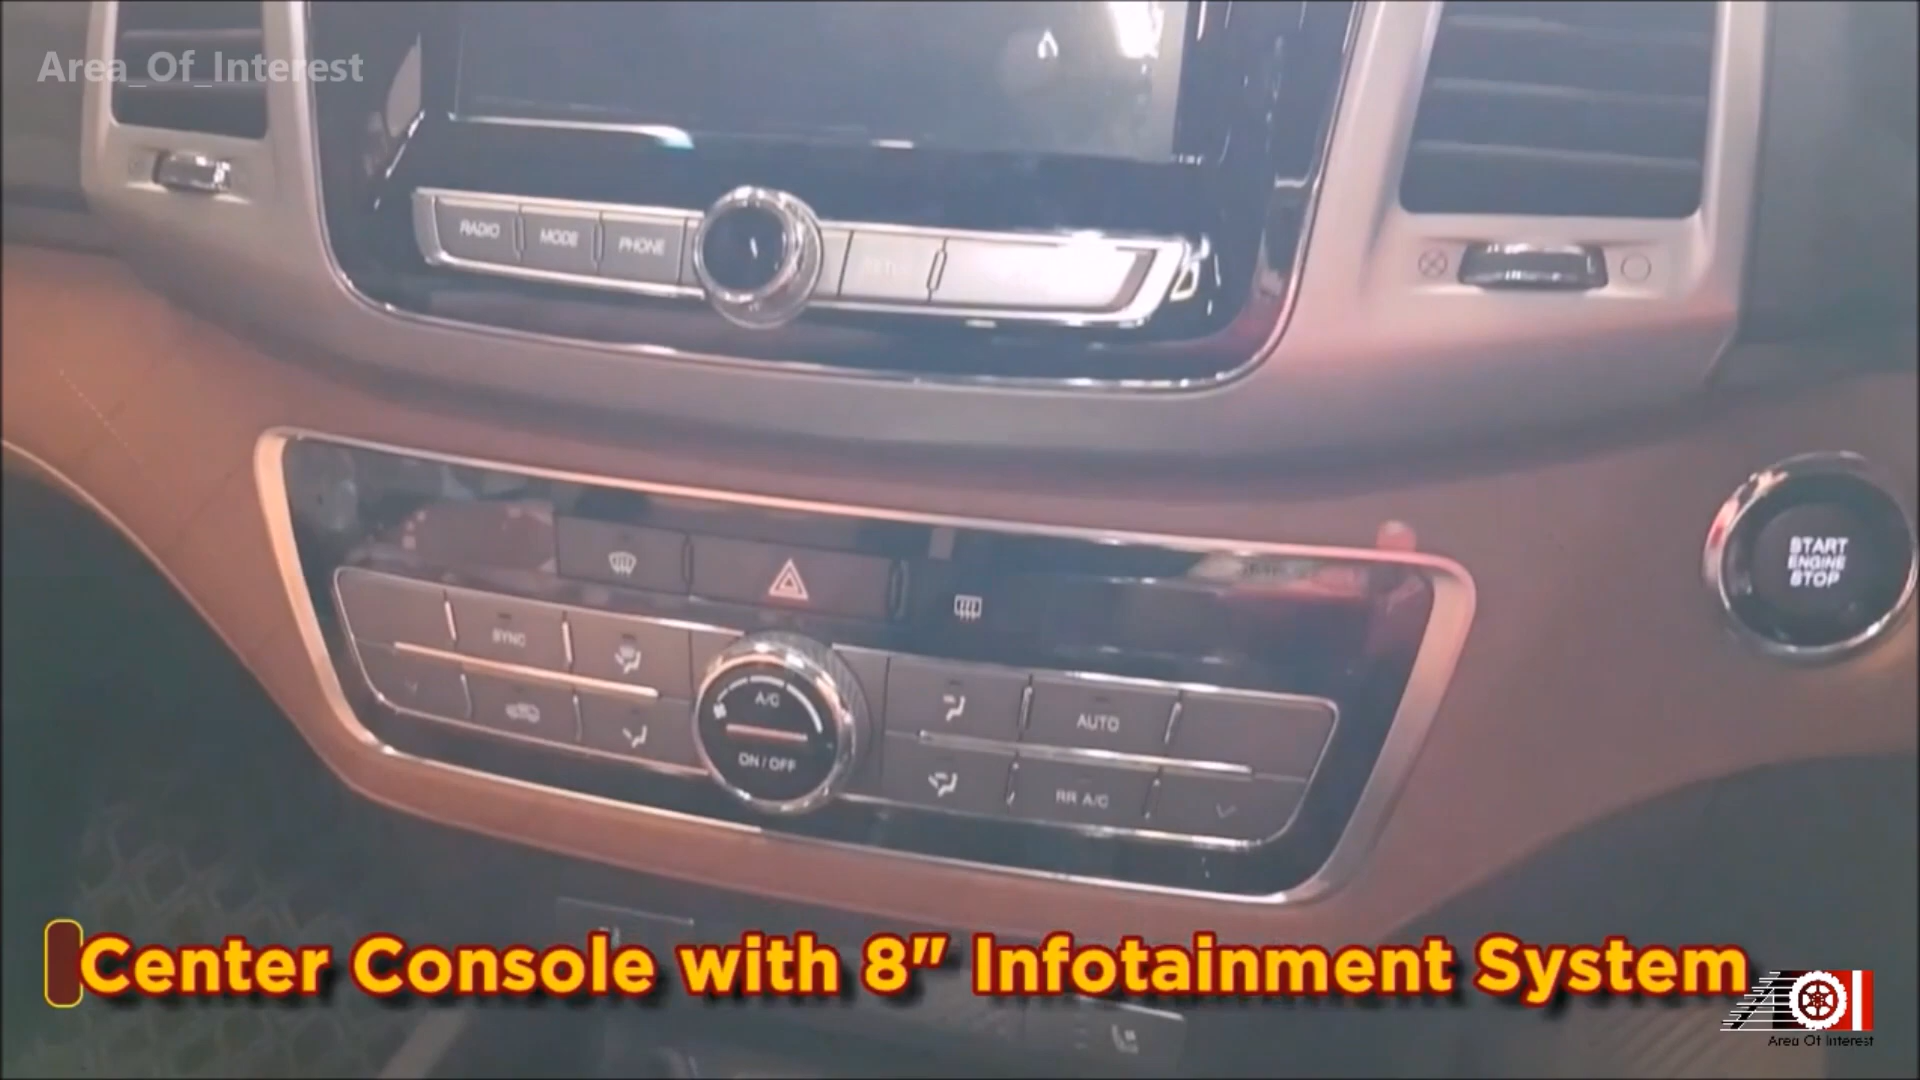 Area_Of_Interest
RADIO
MODE
PHONE
START
ENGINE
STOP
SYNC
A/C
ON / OFF
AUTO
RR A/C
Center Console with 8" Infotainment System
Area Of Interest